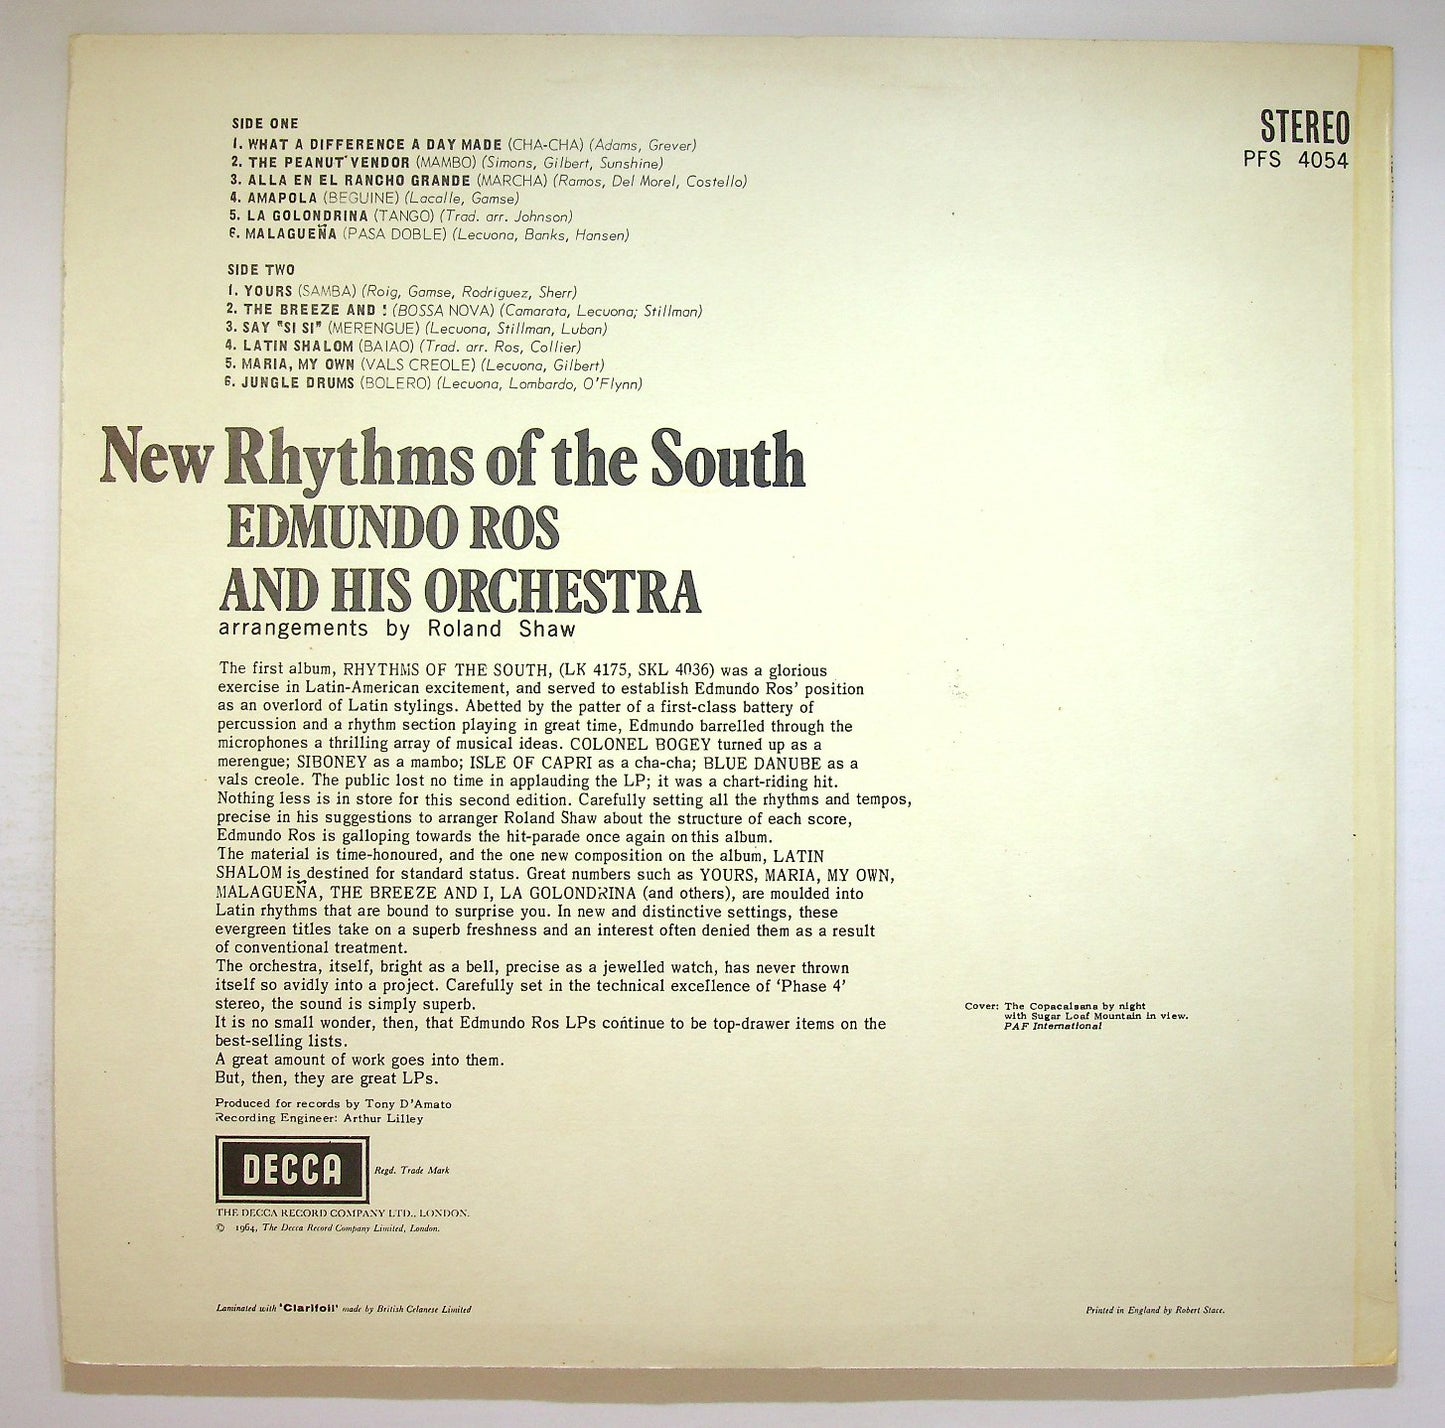 STEREO
PFS 4054
SIDE ONE
1. WHAT A DIFFERENCE A DAY MADE (CHA-CHA) (Adams, Grever)
2. THE PEANUT VENDOR (MAMBO) (Simons, Gilbert, Sunshine)
3. ALLA EN EL RANCHO GRANDE (MARCHA) (Ramos, Del Morel, Costello)
4. AMAPOLA (BEGUINE) (Lacalle, Gamse)
5. LA GOLONDRINA (TANGO) (Trad. arr. Johnson)
6. MALAGUEÑA (PASA DOBLE) (Lecuona, Banks, Hansen)
SIDE TWO
1. YOURS (SAMBA) (Roig, Gamse, Rodriguez, Sherr)
2. THE BREEZE AND I (BOSSA NOVA) (Camarata, Lecuona; Stillman)
3. SAY "SI SI" (MERENGUE) (Lecuona, Stillman, Luban)
4. LATIN SHALOM (BAIAO) (Trad. arr. Ros, Collier)
5. MARIA, MY OWN (VALS CREOLE) (Lecuona, Gilbert)
6. JUNGLE DRUMS (BOLERO) (Lecuona, Lombardo, O'Flynn)
New Rhythms of the South
EDMUNDO ROS
AND HIS ORCHESTRA
arrangements by Roland Shaw
The first album, RHYTHMS OF THE SOUTH, (LK 4175, SKL 4036) was a glorious
exercise in Latin-American excitement, and served to establish Edmundo Ros' position
as an overlord of Latin stylings. Abetted by the patter of a first-class battery of
percussion and a rhythm section playing in great time, Edmundo barrelled through the
microphones a thrilling array of musical ideas. COLONEL BOGEY turned up as a
merengue; SIBONEY as a mambo; ISLE OF CAPRI as a cha-cha; BLUE DANUBE as a
vals creole. The public lost no time in applauding the LP; it was a chart-riding hit.
Nothing less is in store for this second edition. Carefully setting all the rhythms and tempos,
precise in his suggestions to arranger Roland Shaw about the structure of each score,
Edmundo Ros is galloping towards the hit-parade once again on this album.
The material is time-honoured, and the one new composition on the album, LATIN
SHALOM is destined for standard status. Great numbers such as YOURS, MARIA, MY OWN,
MALAGUEÑA, THE BREEZE AND I, LA GOLONDRINA (and others), are moulded into
Latin rhythms that are bound to surprise you. In new and distinctive settings, these
evergreen titles take on a superb freshness and an interest often denied them as a result
of conventional treatment.
The orchestra, itself, bright as a bell, precise as a jewelled watch, has never thrown
itself so avidly into a project. Carefully set in the technical excellence of 'Phase 4'
stereo, the sound is simply superb.
It is no small wonder, then, that Edmundo Ros LPs continue to be top-drawer items on the
best-selling lists.
A great amount of work goes into them.
But, then, they are great LPs.
Cover: The Copacabana by night
with Sugar Loaf Mountain in view.
PAF International
Produced for records by Tony D'Amato
Recording Engineer: Arthur Lilley
DECCA
Regd. Trade Mark
THE DECCA RECORD COMPANY LTD., LONDON.
© 1964, The Decca Record Company Limited, London.
Laminated with 'Clarifoil' made by British Celanese Limited
Printed in England by Robert Stace.